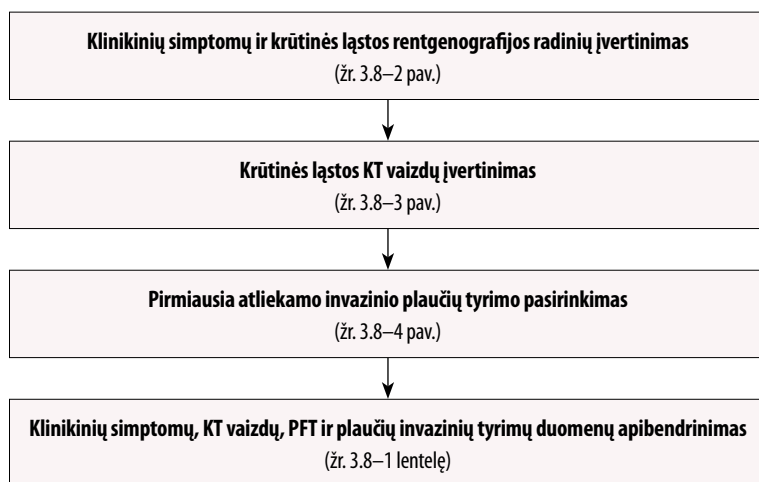 Klinikinių simptomų ir krūtinės ląstos rentgenografijos radinių įvertinimas
(žr. 3.8–2 pav.)
Krūtinės ląstos KT vaizdų įvertinimas
(žr. 3.8–3 pav.)
Pirmiausia atliekamo invazinio plaučių tyrimo pasirinkimas
(žr. 3.8–4 pav.)
Klinikinių simptomų, KT vaizdų, PFT ir plaučių invazinių tyrimų duomenų apibendrinimas
(žr. 3.8–1 lentelę)